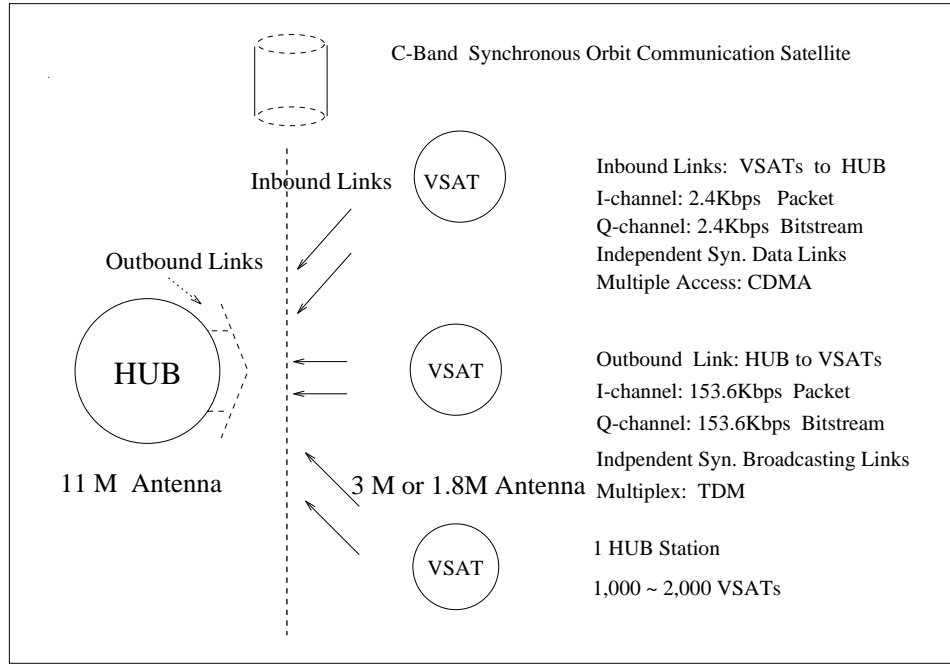 C-Band Synchronous Orbit Communication Satellite
Inbound Links
VSAT
Outbound Links
HUB
11 M Antenna
VSAT
3 M or 1.8M Antenna
VSAT
Inbound Links: VSATs to HUB
I-channel: 2.4Kbps Packet
Q-channel: 2.4Kbps Bitstream
Independent Syn. Data Links
Multiple Access: CDMA
Outbound Link: HUB to VSATs
I-channel: 153.6Kbps Packet
Q-channel: 153.6Kbps Bitstream
Indpendent Syn. Broadcasting Links
Multiplex: TDM
1 HUB Station
1,000 ~ 2,000 VSATs